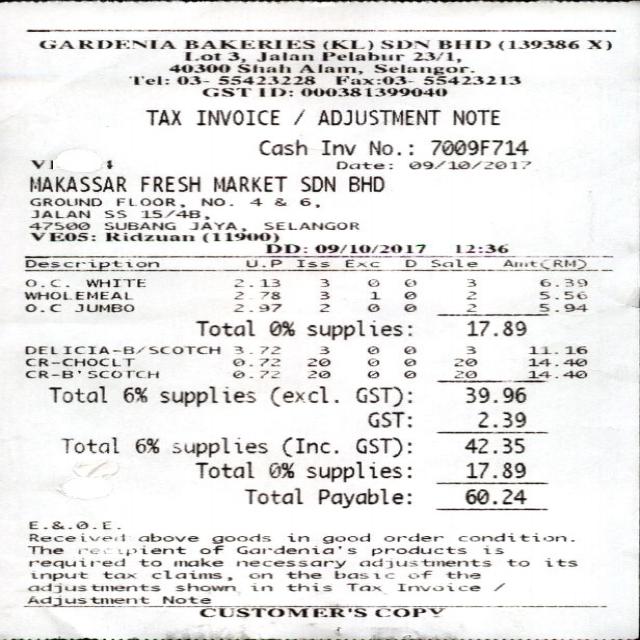 GARDENIA BAKERIES (KL) SDN BHD (139386 X)
Lot 3, Jalan Pelabur 23/1,
40300 Shah Alam, Selangor.
Tel: 03- 55423228 Fax:03- 55423213
GST ID: 000381399040
TAX INVOICE / ADJUSTMENT NOTE
Cash Inv No.: 7009F714
Date: 09/10/2017
MAKASSAR FRESH MARKET SDN BHD
GROUND FLOOR, NO. 4 & 6,
JALAN SS 15/4B,
47500 SUBANG JAYA, SELANGOR
VE05: Ridzuan (11900)
DD: 09/10/2017 12:36
Description U.P Iss Exc D Sale Amt(RM)
O.C. WHITE 2.13 3 0 0 3 6.39
WHOLEMEAL 2.78 3 1 0 2 5.56
O.C JUMBO 2.97 2 0 0 2 5.94
Total 0% supplies: 17.89
DELICIA-B/SCOTCH 3.72 3 0 0 3 11.16
CR-CHOCLT 0.72 20 0 0 20 14.40
CR-B'SCOTCH 0.72 20 0 0 20 14.40
Total 6% supplies (excl. GST): 39.96
GST: 2.39
Total 6% supplies (Inc. GST): 42.35
Total 0% supplies: 17.89
Total Payable: 60.24
E.&.O.E.
Received above goods in good order condition.
The recipient of Gardenia's products is
required to make necessary adjustments to its
input tax claims, on the basic of the
adjustments shown in this Tax Invoice /
Adjustment Note
CUSTOMER'S COPY